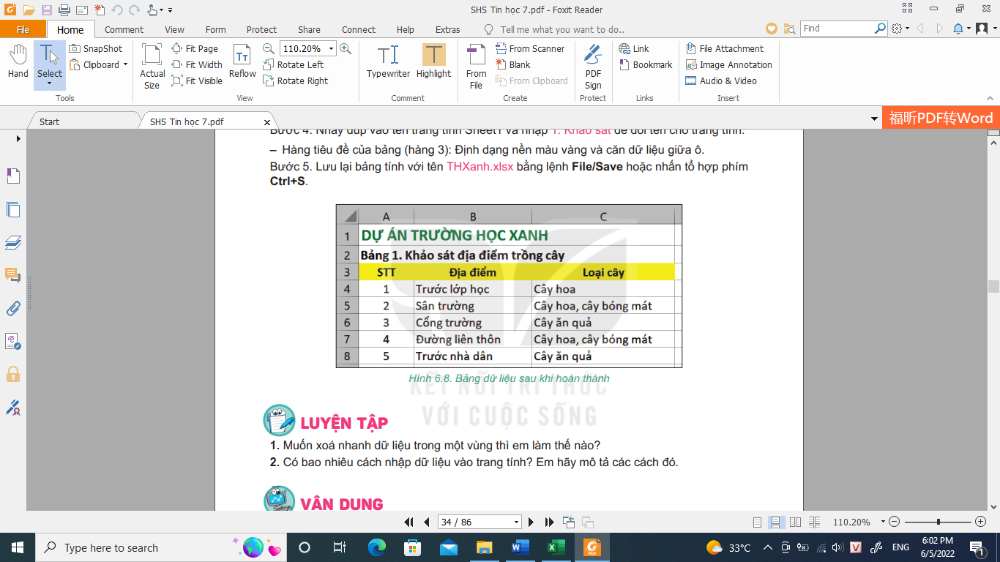 SHS Tin học 7.pdf - Foxit Reader
File Home Comment View Form Protect Share Connect Help Extras Tell me what you want to do.. Find
Hand
Select
SnapShot
Clipboard
Tools
Actual Size
Fit Page
Fit Width
Fit Visible
Reflow
110.20%
Rotate Left
Rotate Right
View
Typewriter
Highlight
Comment
From File
From Scanner
Blank
From Clipboard
Create
PDF Sign
Protect
Link
Bookmark
Links
File Attachment
Image Annotation
Audio & Video
Insert
Start
SHS Tin học 7.pdf
福昕PDF转Word
Bước 4. Nháy đúp vào tên trang tính Sheet1 và nhập 1. Khảo sát để đổi tên cho trang tính.
– Hàng tiêu đề của bảng (hàng 3): Định dạng nền màu vàng và căn dữ liệu giữa ô.
Bước 5. Lưu lại bảng tính với tên THXanh.xlsx bằng lệnh File/Save hoặc nhấn tổ hợp phím
Ctrl+S.
A B C
1 DỰ ÁN TRƯỜNG HỌC XANH
2 Bảng 1. Khảo sát địa điểm trồng cây
3 STT Địa điểm Loại cây
4 1 Trước lớp học Cây hoa
5 2 Sân trường Cây hoa, cây bóng mát
6 3 Cổng trường Cây ăn quả
7 4 Đường liên thôn Cây hoa, cây bóng mát
8 5 Trước nhà dân Cây ăn quả
Hình 6.8. Bảng dữ liệu sau khi hoàn thành
KẾT NỐI TRI THỨC
VỚI CUỘC SỐNG
LUYỆN TẬP
1. Muốn xoá nhanh dữ liệu trong một vùng thì em làm thế nào?
2. Có bao nhiêu cách nhập dữ liệu vào trang tính? Em hãy mô tả các cách đó.
VẬN DỤNG
34 / 86
110.20%
Type here to search
33°C
ENG
6:02 PM
6/5/2022